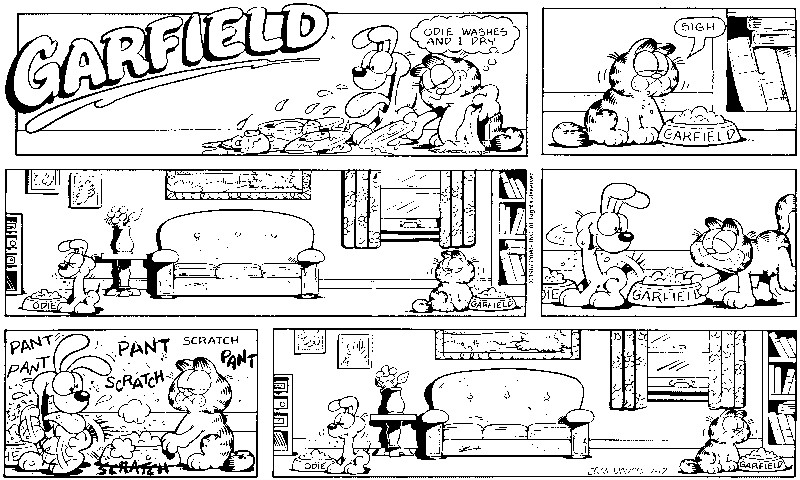 GARFIELD
ODIE WASHES
AND I DRY
SIGH
GARFIELD
ODIE
GARFIELD
ODIE
GARFIELD
PANT
PANT
PANT
SCRATCH
PANT
SCRATCH
SCRATCH
ODIE
GARFIELD